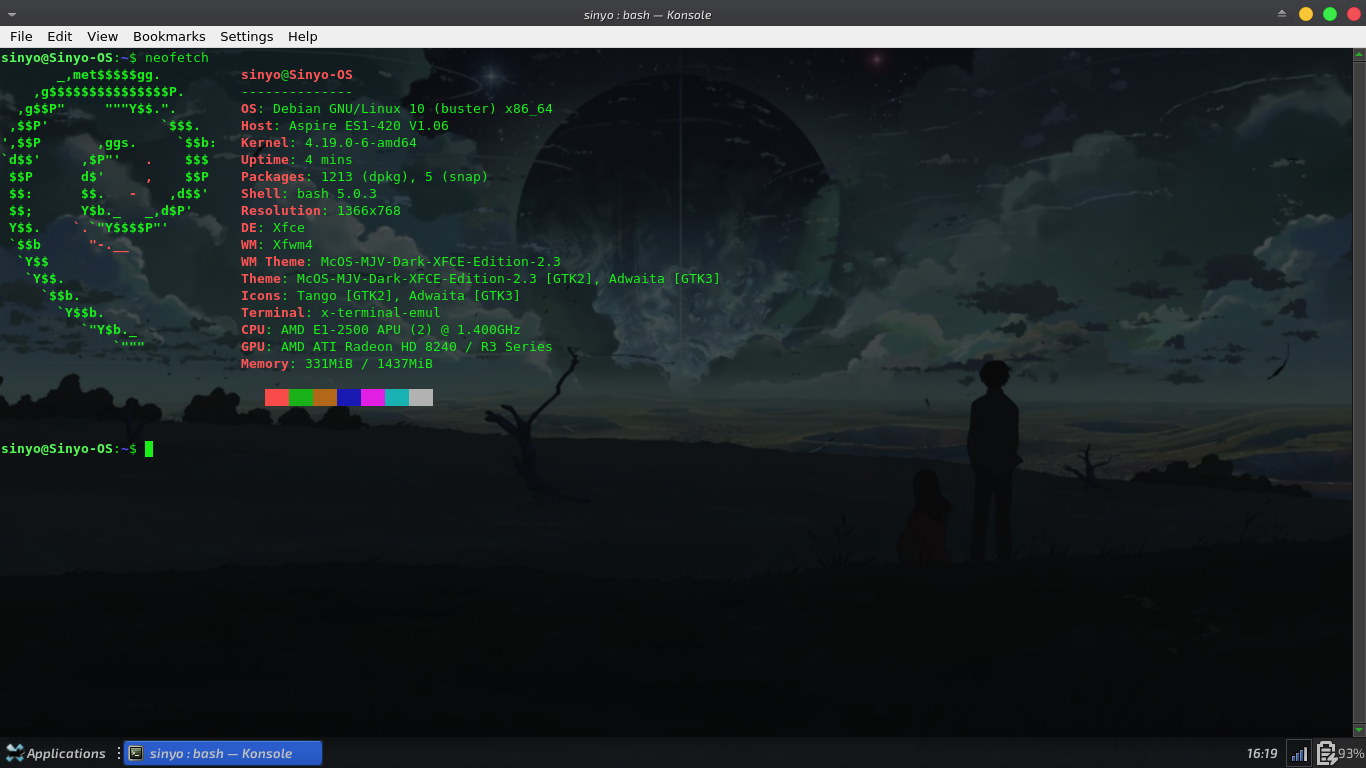 sinyo : bash — Konsole
File Edit View Bookmarks Settings Help
sinyo@Sinyo-OS:~$ neofetch
       _,met$$$$$gg.          sinyo@Sinyo-OS
    ,g$$$$$$$$$$$$$$$P.       --------------
  ,g$$P"     """Y$$.".        OS: Debian GNU/Linux 10 (buster) x86_64
 ,$$P'              `$$$.     Host: Aspire ES1-420 V1.06
',$$P       ,ggs.     `$$b:   Kernel: 4.19.0-6-amd64
`d$$'     ,$P"'   .    $$$    Uptime: 4 mins
 $$P      d$'     ,    $$P    Packages: 1213 (dpkg), 5 (snap)
 $$:      $$.   -    ,d$$'    Shell: bash 5.0.3
 $$;      Y$b._   _,d$P'      Resolution: 1366x768
 Y$$.    `.`"Y$$$$P"'         DE: Xfce
 `$$b      "-.__              WM: Xfwm4
  `Y$$                        WM Theme: McOS-MJV-Dark-XFCE-Edition-2.3
   `Y$$.                      Theme: McOS-MJV-Dark-XFCE-Edition-2.3 [GTK2], Adwaita [GTK3]
     `$$b.                    Icons: Tango [GTK2], Adwaita [GTK3]
       `Y$$b.                 Terminal: x-terminal-emul
          `"Y$b._             CPU: AMD E1-2500 APU (2) @ 1.400GHz
              `"""            GPU: AMD ATI Radeon HD 8240 / R3 Series
                              Memory: 331MiB / 1437MiB
sinyo@Sinyo-OS:~$
Applications sinyo : bash — Konsole 16:19 93%